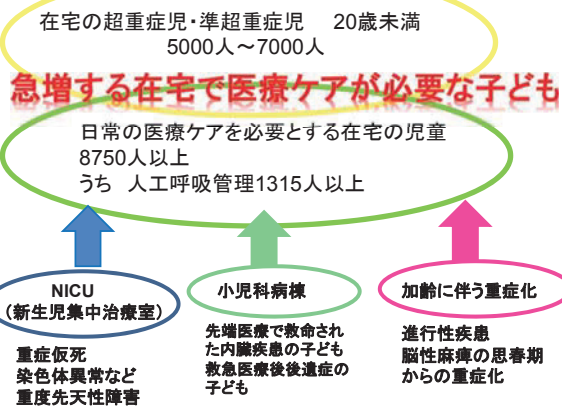 在宅の超重症児・準超重症児　20歳未満
5000人～7000人
急増する在宅で医療ケアが必要な子ども
日常の医療ケアを必要とする在宅の児童
8750人以上
うち　人工呼吸管理1315人以上
NICU
（新生児集中治療室）
重症仮死
染色体異常など
重度先天性障害
小児科病棟
先端医療で救命され
た内臓疾患の子ども
救急医療後後遺症の
子ども
加齢に伴う重症化
進行性疾患
脳性麻痺の思春期
からの重症化